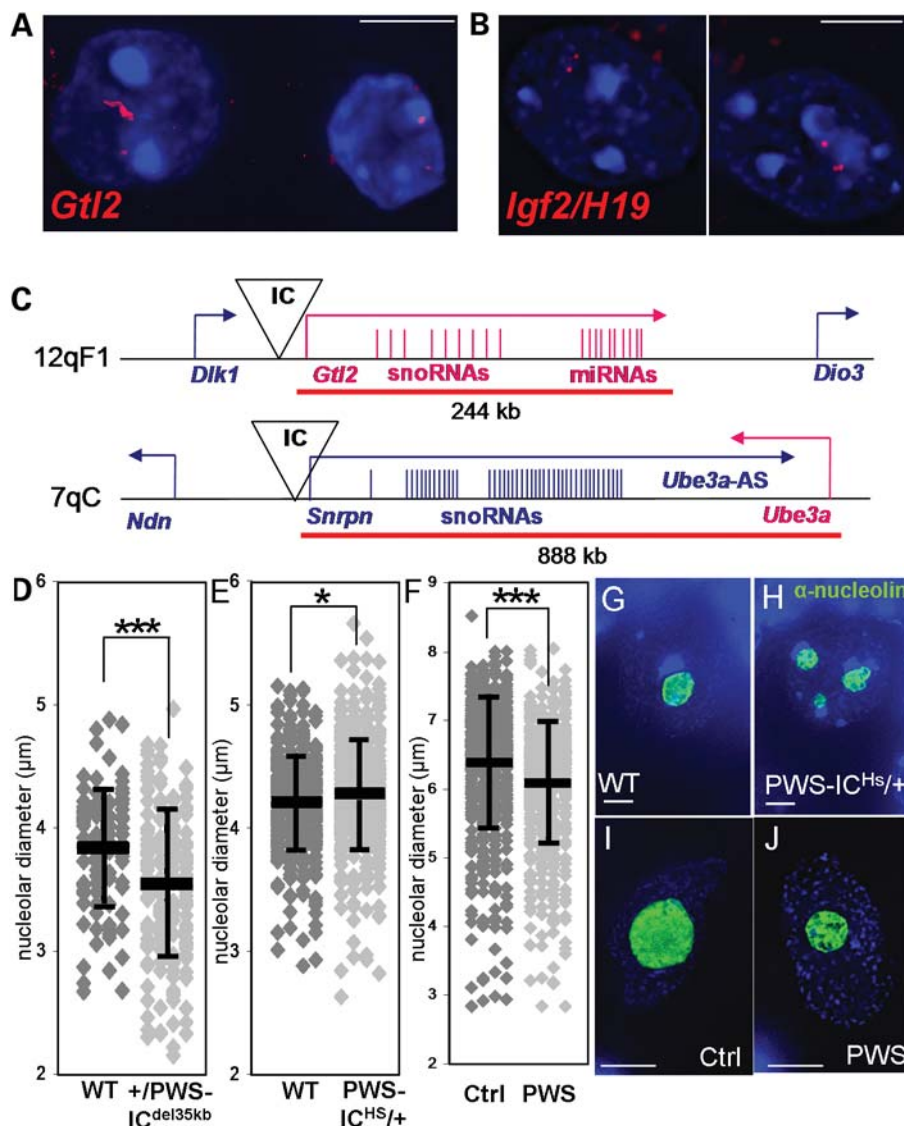 A
B
Gtl2
Igf2/H19
C
IC
12qF1
Dlk1
Gtl2
snoRNAs
miRNAs
Dio3
244 kb
IC
7qC
Ndn
Snrpn
snoRNAs
Ube3a-AS
Ube3a
888 kb
D
6
5
4
3
2
nucleolar diameter (µm)
***
WT
+/PWS-
IC^del35kb
E
6
5
4
3
2
nucleolar diameter (µm)
*
WT
PWS-
IC^HS/+
F
9
8
7
6
5
4
3
2
nucleolar diameter (µm)
***
Ctrl
PWS
G
WT
H
α-nucleolin
PWS-IC^Hs/+
I
Ctrl
J
PWS